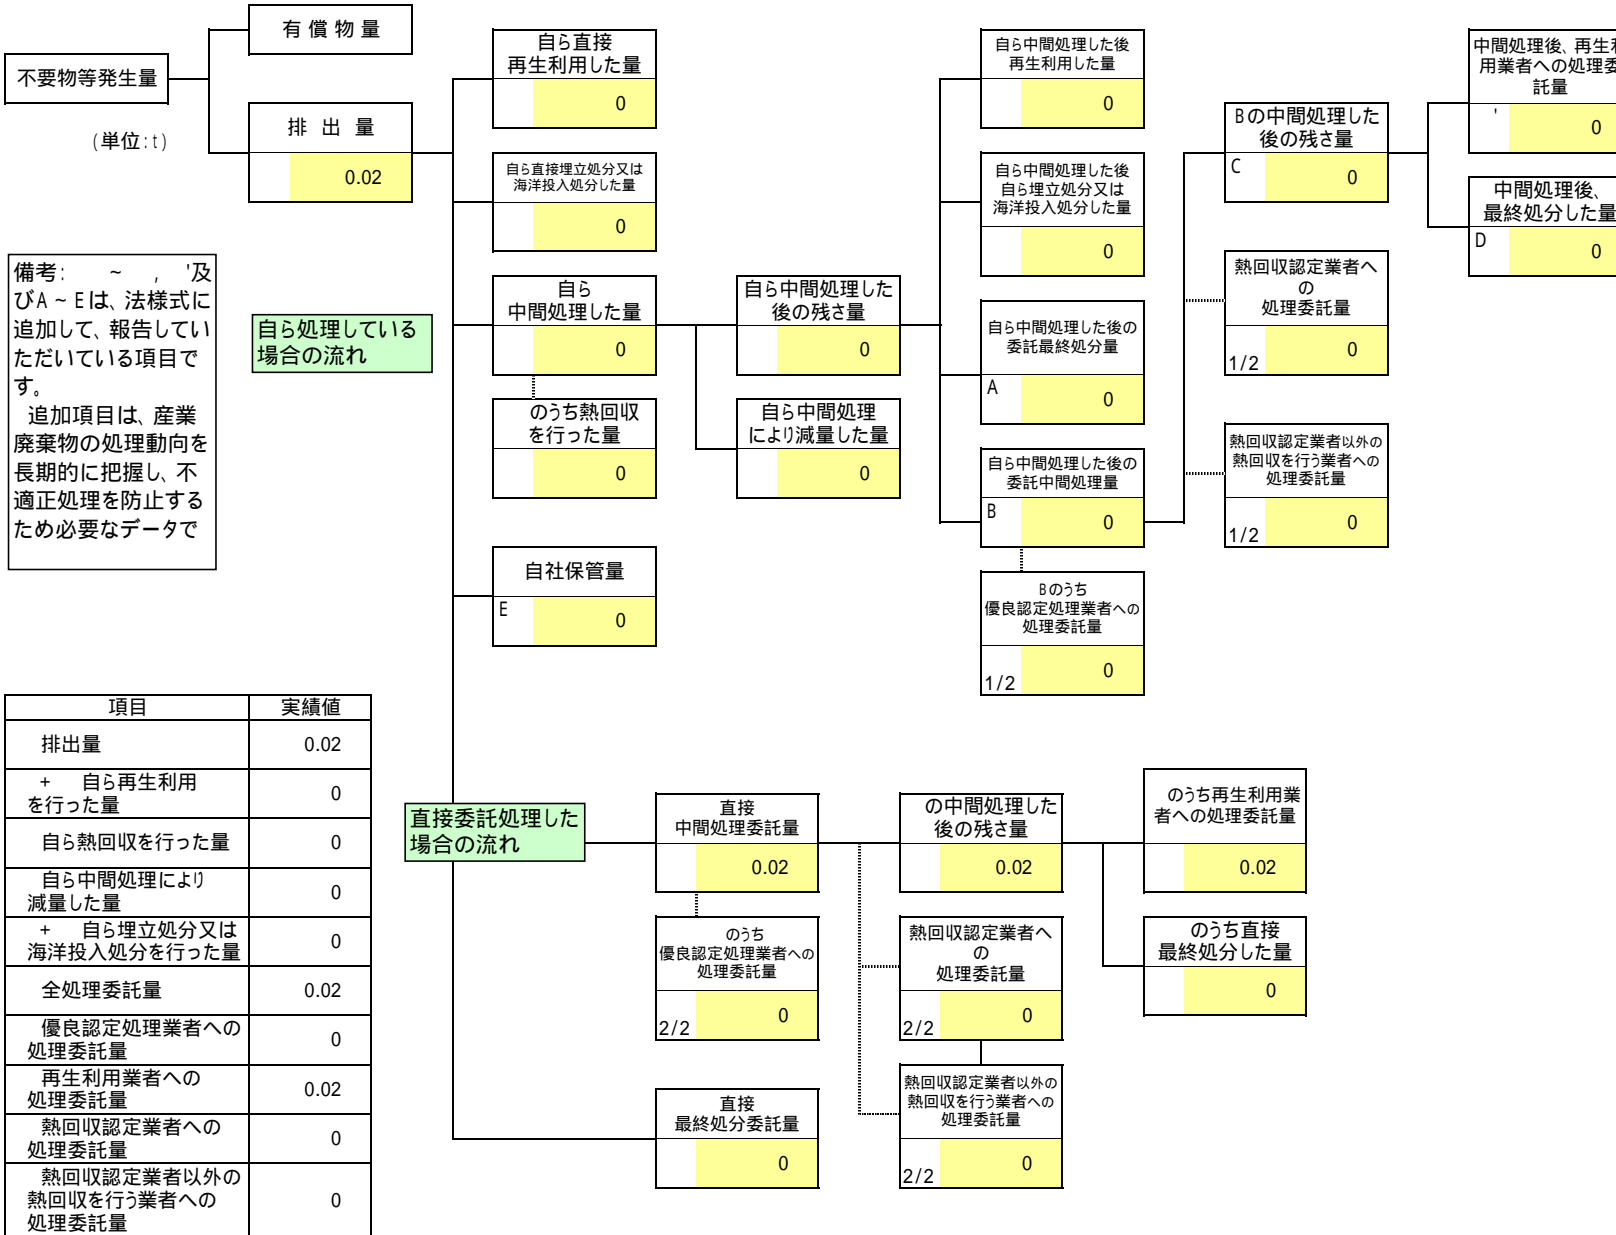 有 償 物 量
不要物等発生量
(単位:t)
排 出 量
0.02
備考: ~ , '及
びA~Eは、法様式に
追加して、報告してい
ただいている項目で
す。
追加項目は、産業
廃棄物の処理動向を
長期的に把握し、不
適正処理を防止する
ため必要なデータで
自ら処理している
場合の流れ
自ら直接
再生利用した量
0
自ら直接埋立処分又は
海洋投入処分した量
0
自ら
中間処理した量
0
のうち熱回収
を行った量
0
自社保管量
E
0
自ら中間処理した
後の残さ量
0
自ら中間処理
により減量した量
0
自ら中間処理した後
再生利用した量
0
自ら中間処理した後
自ら埋立処分又は
海洋投入処分した量
0
自ら中間処理した後の
委託最終処分量
A
0
自ら中間処理した後の
委託中間処理量
B
0
Bのうち
優良認定処理業者への
処理委託量
1/2
0
Bの中間処理した
後の残さ量
C
0
熱回収認定業者へ
の
処理委託量
1/2
0
熱回収認定業者以外の
熱回収を行う業者への
処理委託量
1/2
0
中間処理後、再生利
用業者への処理委
託量
'
0
中間処理後、
最終処分した量
D
0
項目 実績値
排出量 0.02
+ 自ら再生利用
を行った量 0
自ら熱回収を行った量 0
自ら中間処理により
減量した量 0
+ 自ら埋立処分又は
海洋投入処分を行った量 0
全処理委託量 0.02
優良認定処理業者への
処理委託量 0
再生利用業者への
処理委託量 0.02
熱回収認定業者への
処理委託量 0
熱回収認定業者以外の
熱回収を行う業者への
処理委託量 0
直接委託処理した
場合の流れ
直接
中間処理委託量
0.02
のうち
優良認定処理業者への
処理委託量
2/2
0
直接
最終処分委託量
0
の中間処理した
後の残さ量
0.02
熱回収認定業者へ
の
処理委託量
2/2
0
熱回収認定業者以外の
熱回収を行う業者への
処理委託量
2/2
0
のうち再生利用業
者への処理委託量
0.02
のうち直接
最終処分した量
0